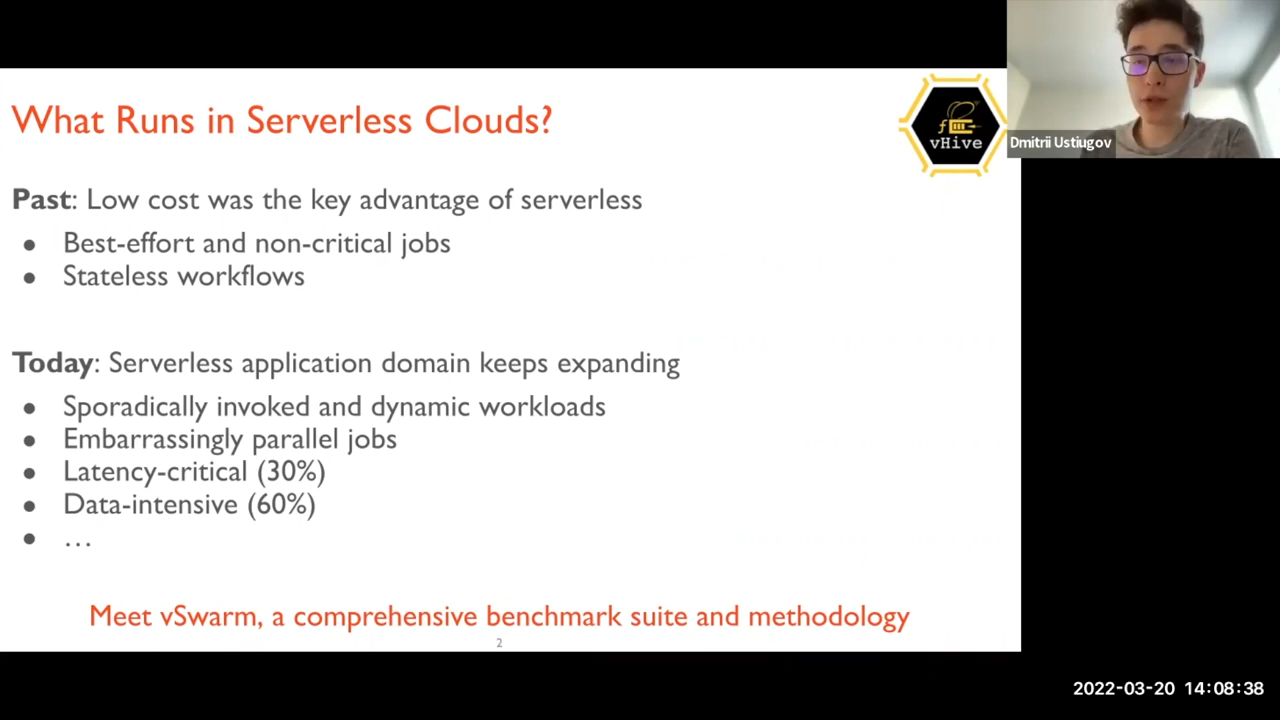 What Runs in Serverless Clouds?
vHive
Dmitrii Ustiugov
Past: Low cost was the key advantage of serverless
● Best-effort and non-critical jobs
● Stateless workflows
Today: Serverless application domain keeps expanding
● Sporadically invoked and dynamic workloads
● Embarrassingly parallel jobs
● Latency-critical (30%)
● Data-intensive (60%)
● …
Meet vSwarm, a comprehensive benchmark suite and methodology
2
2022-03-20 14:08:38